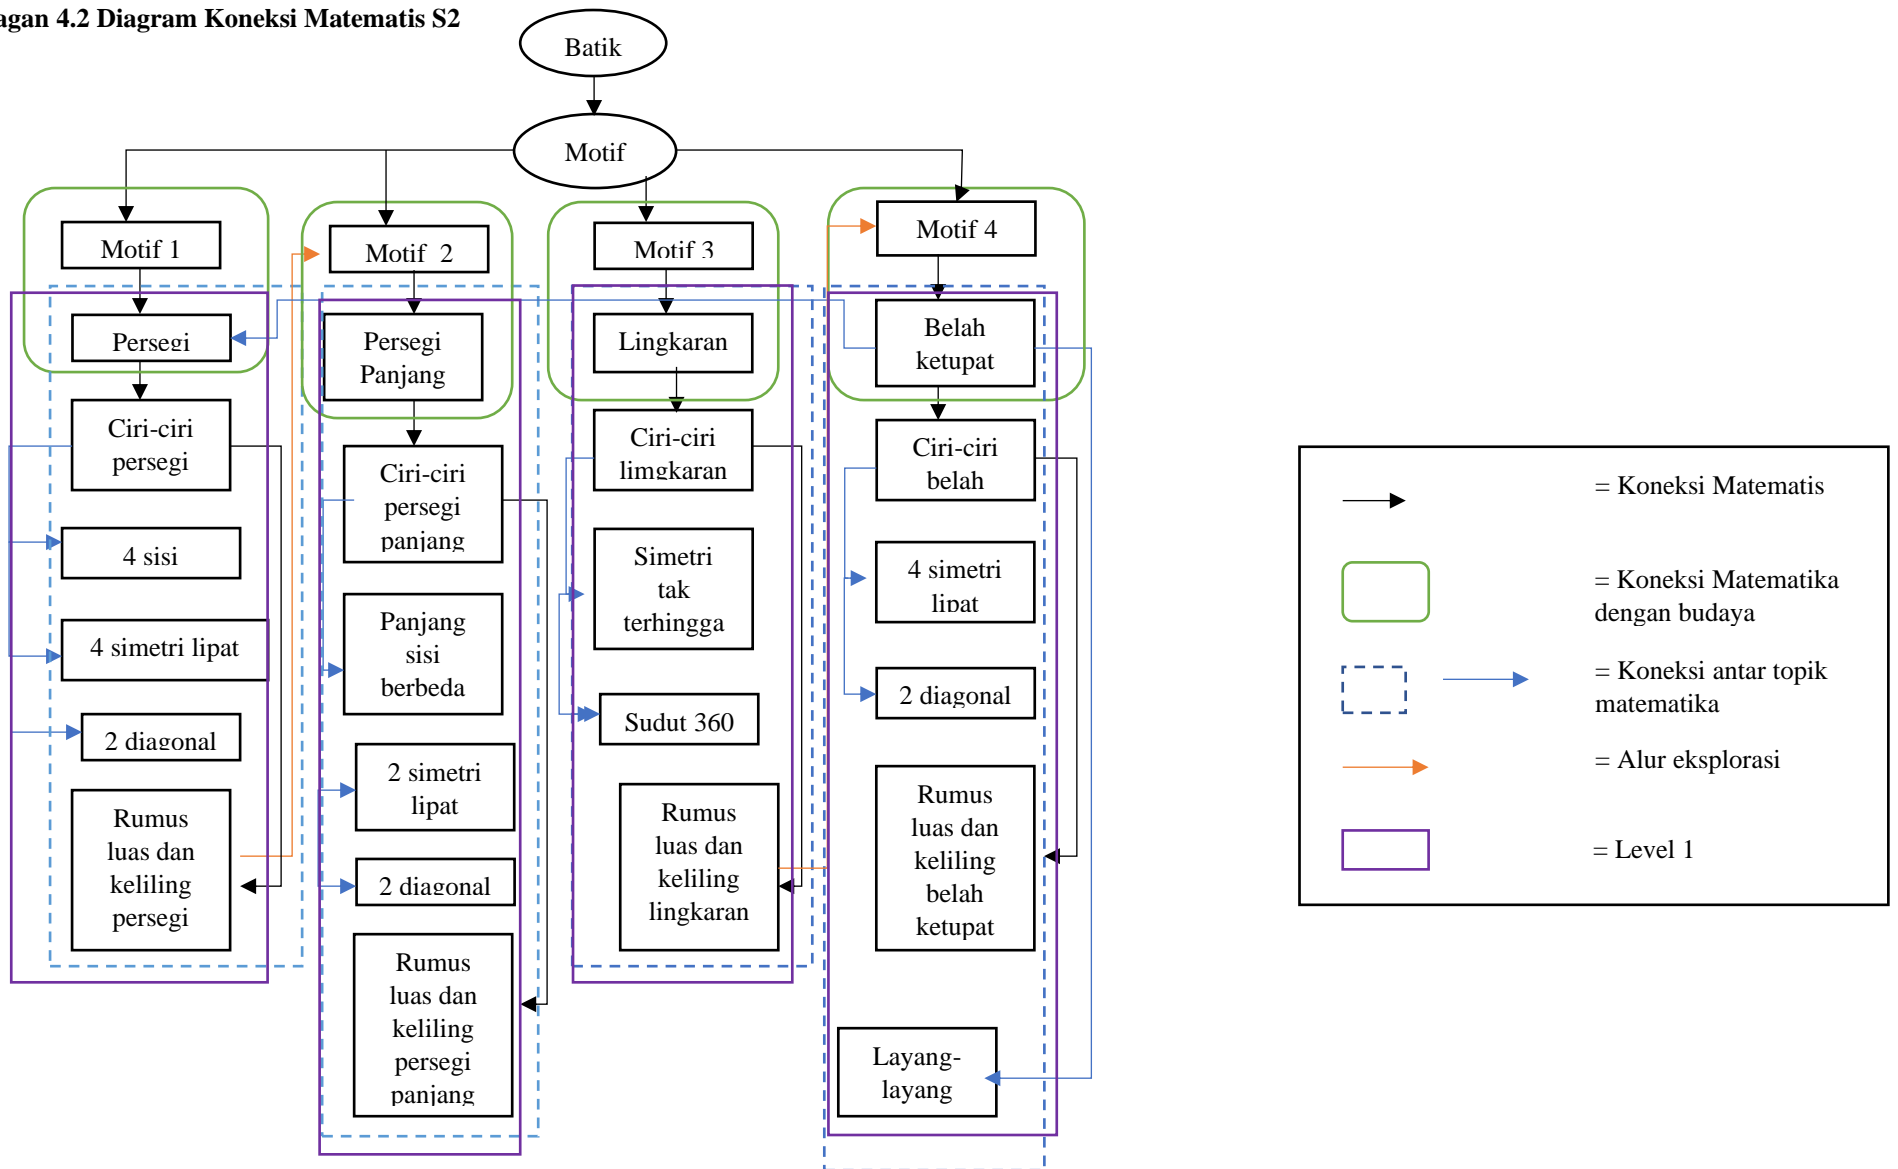 agan 4.2 Diagram Koneksi Matematis S2
Batik
Motif
Motif 1
Persegi
Ciri-ciri
persegi
4 sisi
4 simetri lipat
2 diagonal
Rumus
luas dan
keliling
persegi
Motif 2
Persegi
Panjang
Ciri-ciri
persegi
panjang
Panjang
sisi
berbeda
2 simetri
lipat
2 diagonal
Rumus
luas dan
keliling
persegi
panjang
Motif 3
Lingkaran
Ciri-ciri
limgkaran
Simetri
tak
terhingga
Sudut 360
Rumus
luas dan
keliling
lingkaran
Motif 4
Belah
ketupat
Ciri-ciri
belah
4 simetri
lipat
2 diagonal
Rumus
luas dan
keliling
belah
ketupat
Layang-
layang
= Koneksi Matematis
= Koneksi Matematika
dengan budaya
= Koneksi antar topik
matematika
= Alur eksplorasi
= Level 1